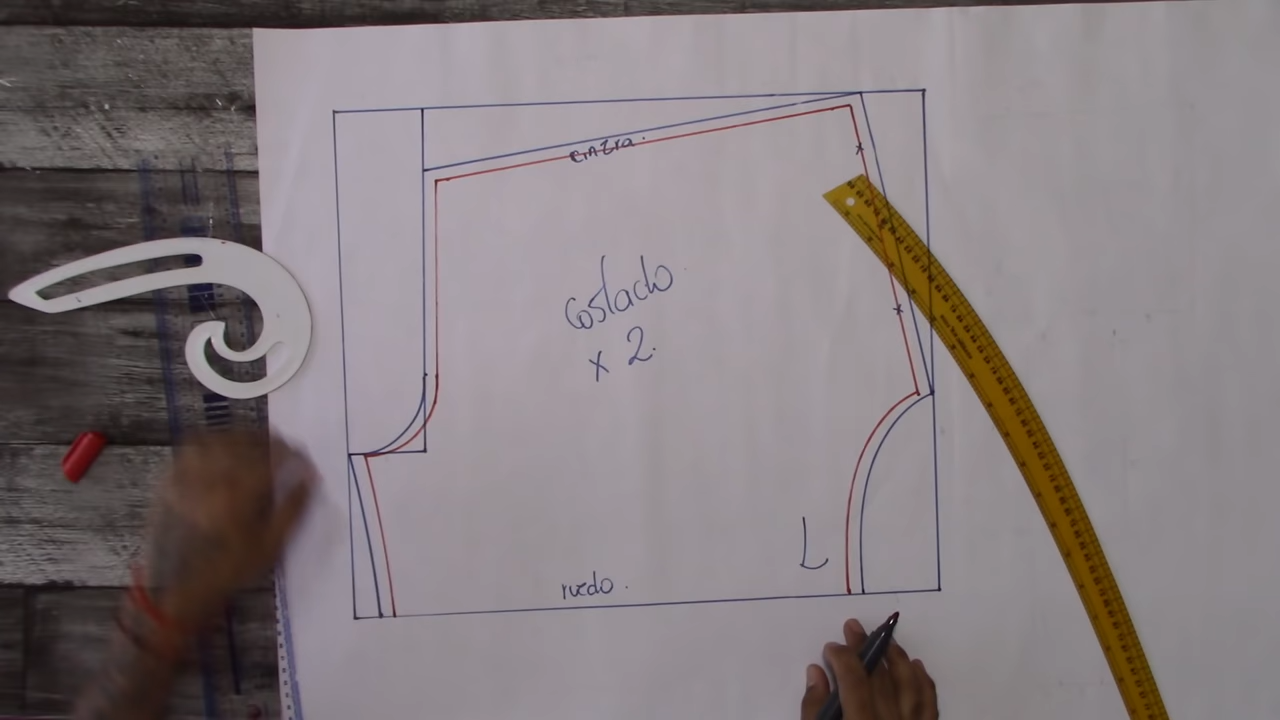 cintura.
costado
x 2.
L
ruedo.